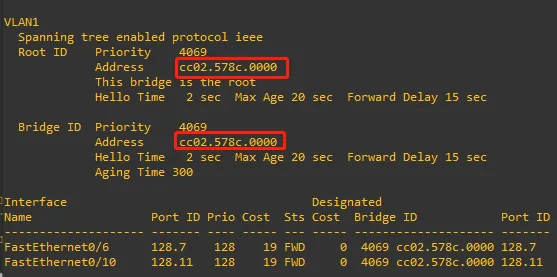 VLAN1
Spanning tree enabled protocol ieee
Root ID Priority 4069
Address cc02.578c.0000
This bridge is the root
Hello Time 2 sec Max Age 20 sec Forward Delay 15 sec
Bridge ID Priority 4069
Address cc02.578c.0000
Hello Time 2 sec Max Age 20 sec Forward Delay 15 sec
Aging Time 300
Interface Designated
Name Port ID Prio Cost Sts Cost Bridge ID Port ID
-------------------- ------- ---- ----- --- ----- -------------------- -------
FastEthernet0/6 128.7 128 19 FWD 0 4069 cc02.578c.0000 128.7
FastEthernet0/10 128.11 128 19 FWD 0 4069 cc02.578c.0000 128.11